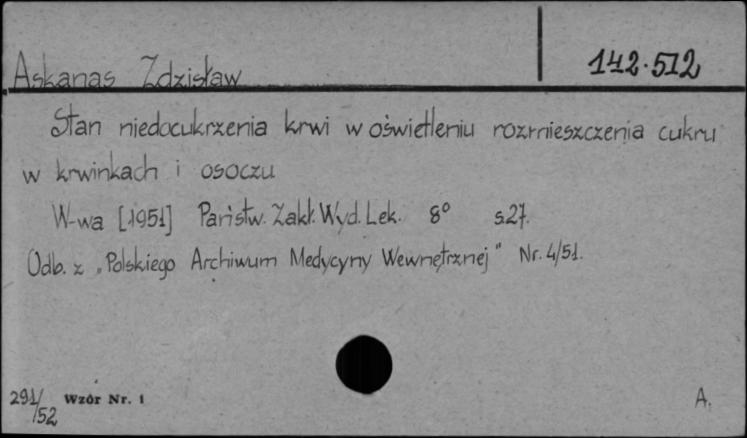 Askanas Zdzisław
142.512
Stan niedocukrzenia krwi w oświetleniu rozmieszczenia cukru
w krwinkach i osoczu
W-wa [1951] Państw. Zakł. Wyd. Lek. 8° s27.
Odb. z „Polskiego Archiwum Medycyny Wewnętrznej" Nr. 4/51.
291/52 Wzór Nr. 1
A.